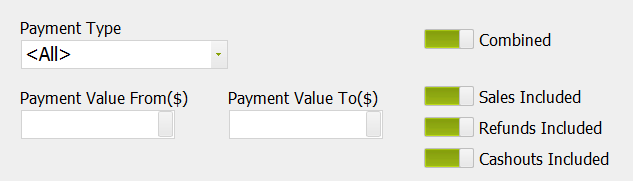 Payment Type
<All>
Combined
Payment Value From($)
Payment Value To($)
Sales Included
Refunds Included
Cashouts Included